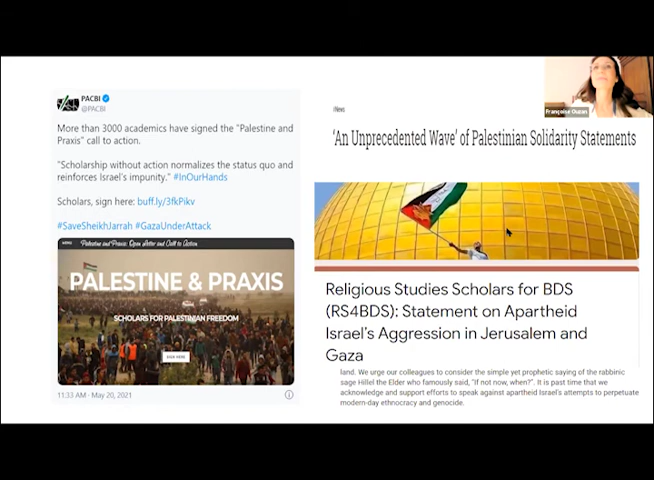 PACBI
@PACBI
More than 3000 academics have signed the "Palestine and
Praxis" call to action.
"Scholarship without action normalizes the status quo and
reinforces Israel's impunity." #InOurHands
Scholars, sign here: buff.ly/3fkPikv
#SaveSheikhJarrah #GazaUnderAttack
MENU
Palestine and Praxis: Open Letter and Call to Action
PALESTINE & PRAXIS
SCHOLARS FOR PALESTINIAN FREEDOM
SIGN HERE
11:33 AM · May 20, 2021
Françoise Ouzan
News
'An Unprecedented Wave' of Palestinian Solidarity Statements
Religious Studies Scholars for BDS
(RS4BDS): Statement on Apartheid
Israel's Aggression in Jerusalem and
Gaza
land. We urge our colleagues to consider the simple yet prophetic saying of the rabbinic
sage Hillel the Elder who famously said, "If not now, when?". It is past time that we
acknowledge and support efforts to speak against apartheid Israel's attempts to perpetuate
modern-day ethnocracy and genocide.